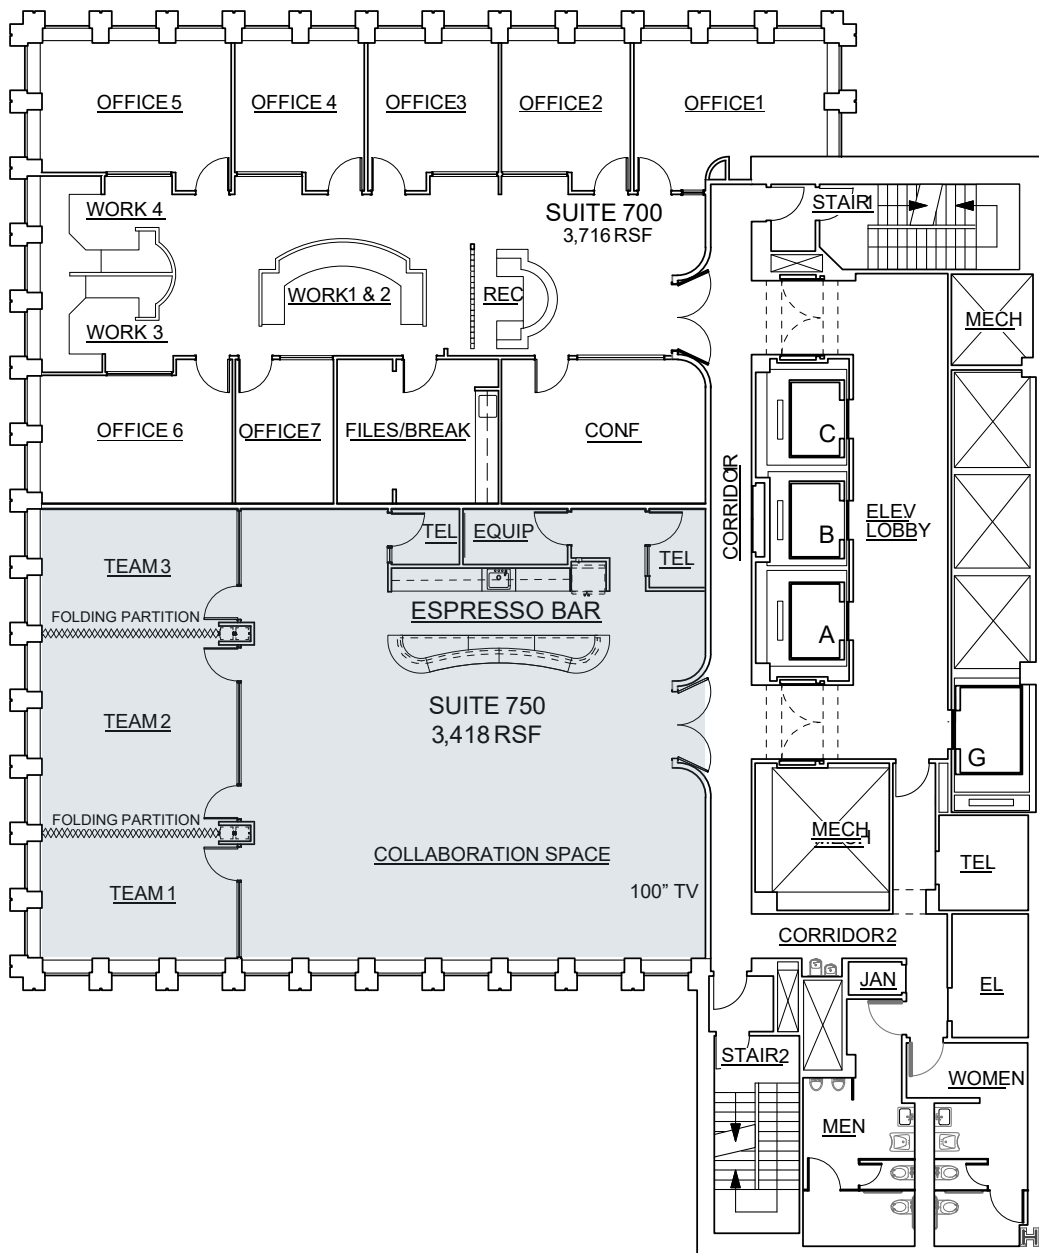 OFFICE 5
OFFICE 4
OFFICE3
OFFICE2
OFFICE1
WORK 4
SUITE 700
3,716 RSF
STAIR1
WORK1 & 2
REC
WORK 3
MECH
OFFICE 6
OFFICE7
FILES/BREAK
CONF.
C
CORRIDOR
B
ELEV.
LOBBY
A
TEL
EQUIP
TEL
TEAM 3
FOLDING PARTITION
ESPRESSO BAR
TEAM 2
SUITE 750
3,418 RSF
G
FOLDING PARTITION
MECH
COLLABORATION SPACE
TEL
TEAM 1
100” TV
CORRIDOR 2
JAN
EL
STAIR2
WOMEN
MEN